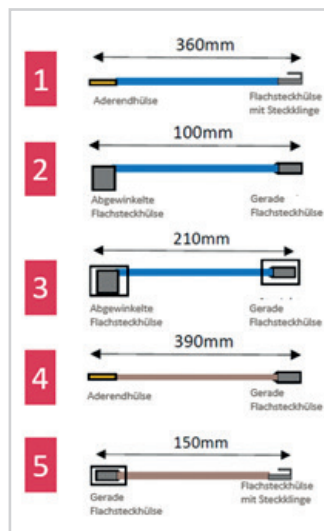 360mm
1
Aderendhülse
Flachsteckhülse
mit Steckklinge
100mm
2
Abgewinkelte
Flachsteckhülse
Gerade
Flachsteckhülse
210mm
3
Abgewinkelte
Flachsteckhülse
Gerade
Flachsteckhülse
390mm
4
Aderendhülse
Gerade
Flachsteckhülse
150mm
5
Gerade
Flachsteckhülse
Flachsteckhülse
mit Steckklinge